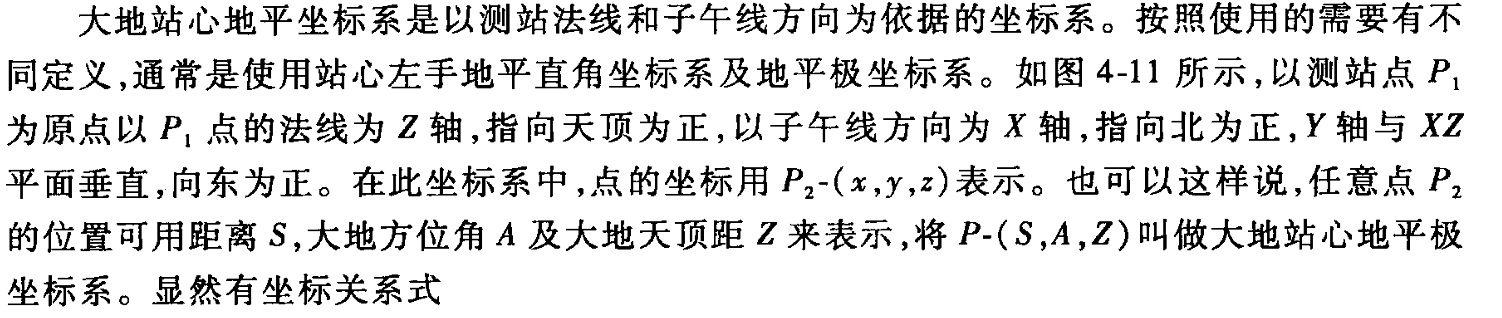 大地站心地平坐标系是以测站法线和子午线方向为依据的坐标系。按照使用的需要有不
同定义,通常是使用站心左手地平直角坐标系及地平极坐标系。如图 4-11 所示,以测站点 P₁
为原点以 P₁ 点的法线为 Z 轴,指向天顶为正,以子午线方向为 X 轴,指向北为正,Y 轴与 XZ
平面垂直,向东为正。在此坐标系中,点的坐标用 P₂-(x,y,z)表示。也可以这样说,任意点 P₂
的位置可用距离 S,大地方位角 A 及大地天顶距 Z 来表示,将 P-(S,A,Z)叫做大地站心地平极
坐标系。显然有坐标关系式